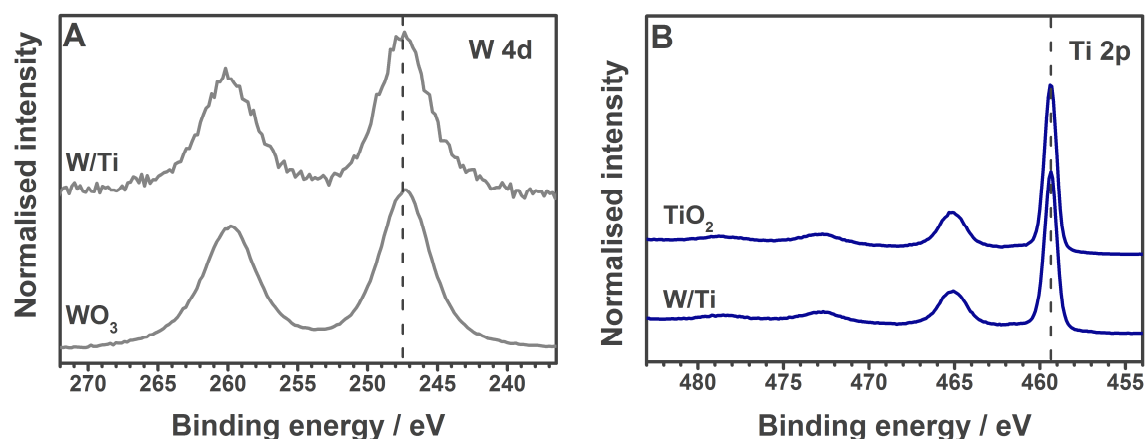 A
W 4d
W/Ti
WO3
Normalised intensity
270 265 260 255 250 245 240
Binding energy / eV
B
Ti 2p
TiO2
W/Ti
Normalised intensity
480 475 470 465 460 455
Binding energy / eV